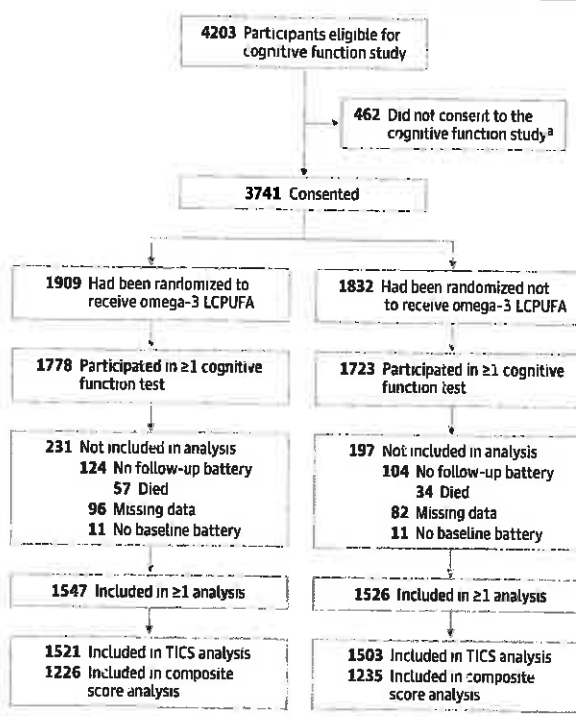 4203 Participants eligible for
cognitive function study
462 Did not consent to the
cognitive function studyª
3741 Consented
1909 Had been randomized to
receive omega-3 LCPUFA
1832 Had been randomized not
to receive omega-3 LCPUFA
1778 Participated in ≥1 cognitive
function test
1723 Participated in ≥1 cognitive
function test
231 Not included in analysis
124 No follow-up battery
57 Died
96 Missing data
11 No baseline battery
197 Not included in analysis
104 No follow-up battery
34 Died
82 Missing data
11 No baseline battery
1547 Included in ≥1 analysis
1526 Included in ≥1 analysis
1521 Included in TICS analysis
1226 Included in composite
score analysis
1503 Included in TICS analysis
1235 Included in composite
score analysis